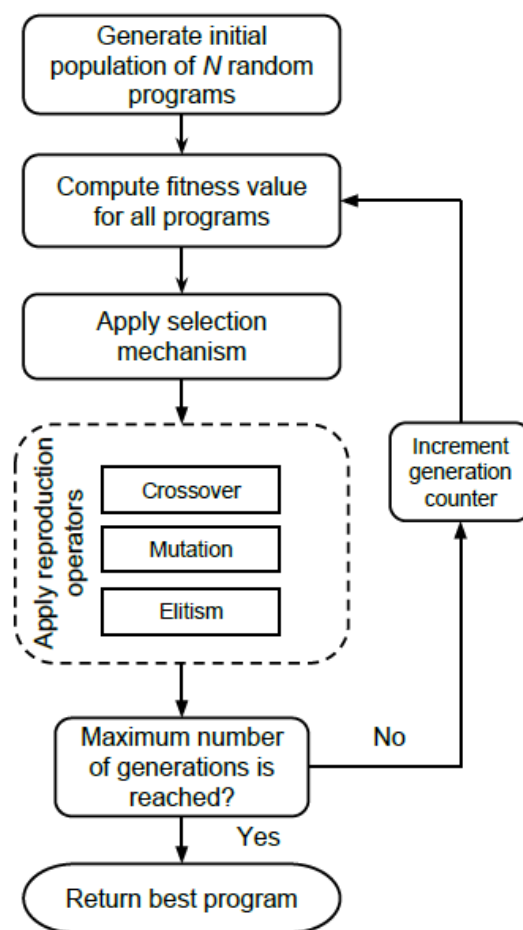 Generate initial
population of N random
programs
Compute fitness value
for all programs
Apply selection
mechanism
Apply reproduction
operators
Crossover
Mutation
Elitism
Increment
generation
counter
Maximum number
of generations is
reached?
No
Yes
Return best program